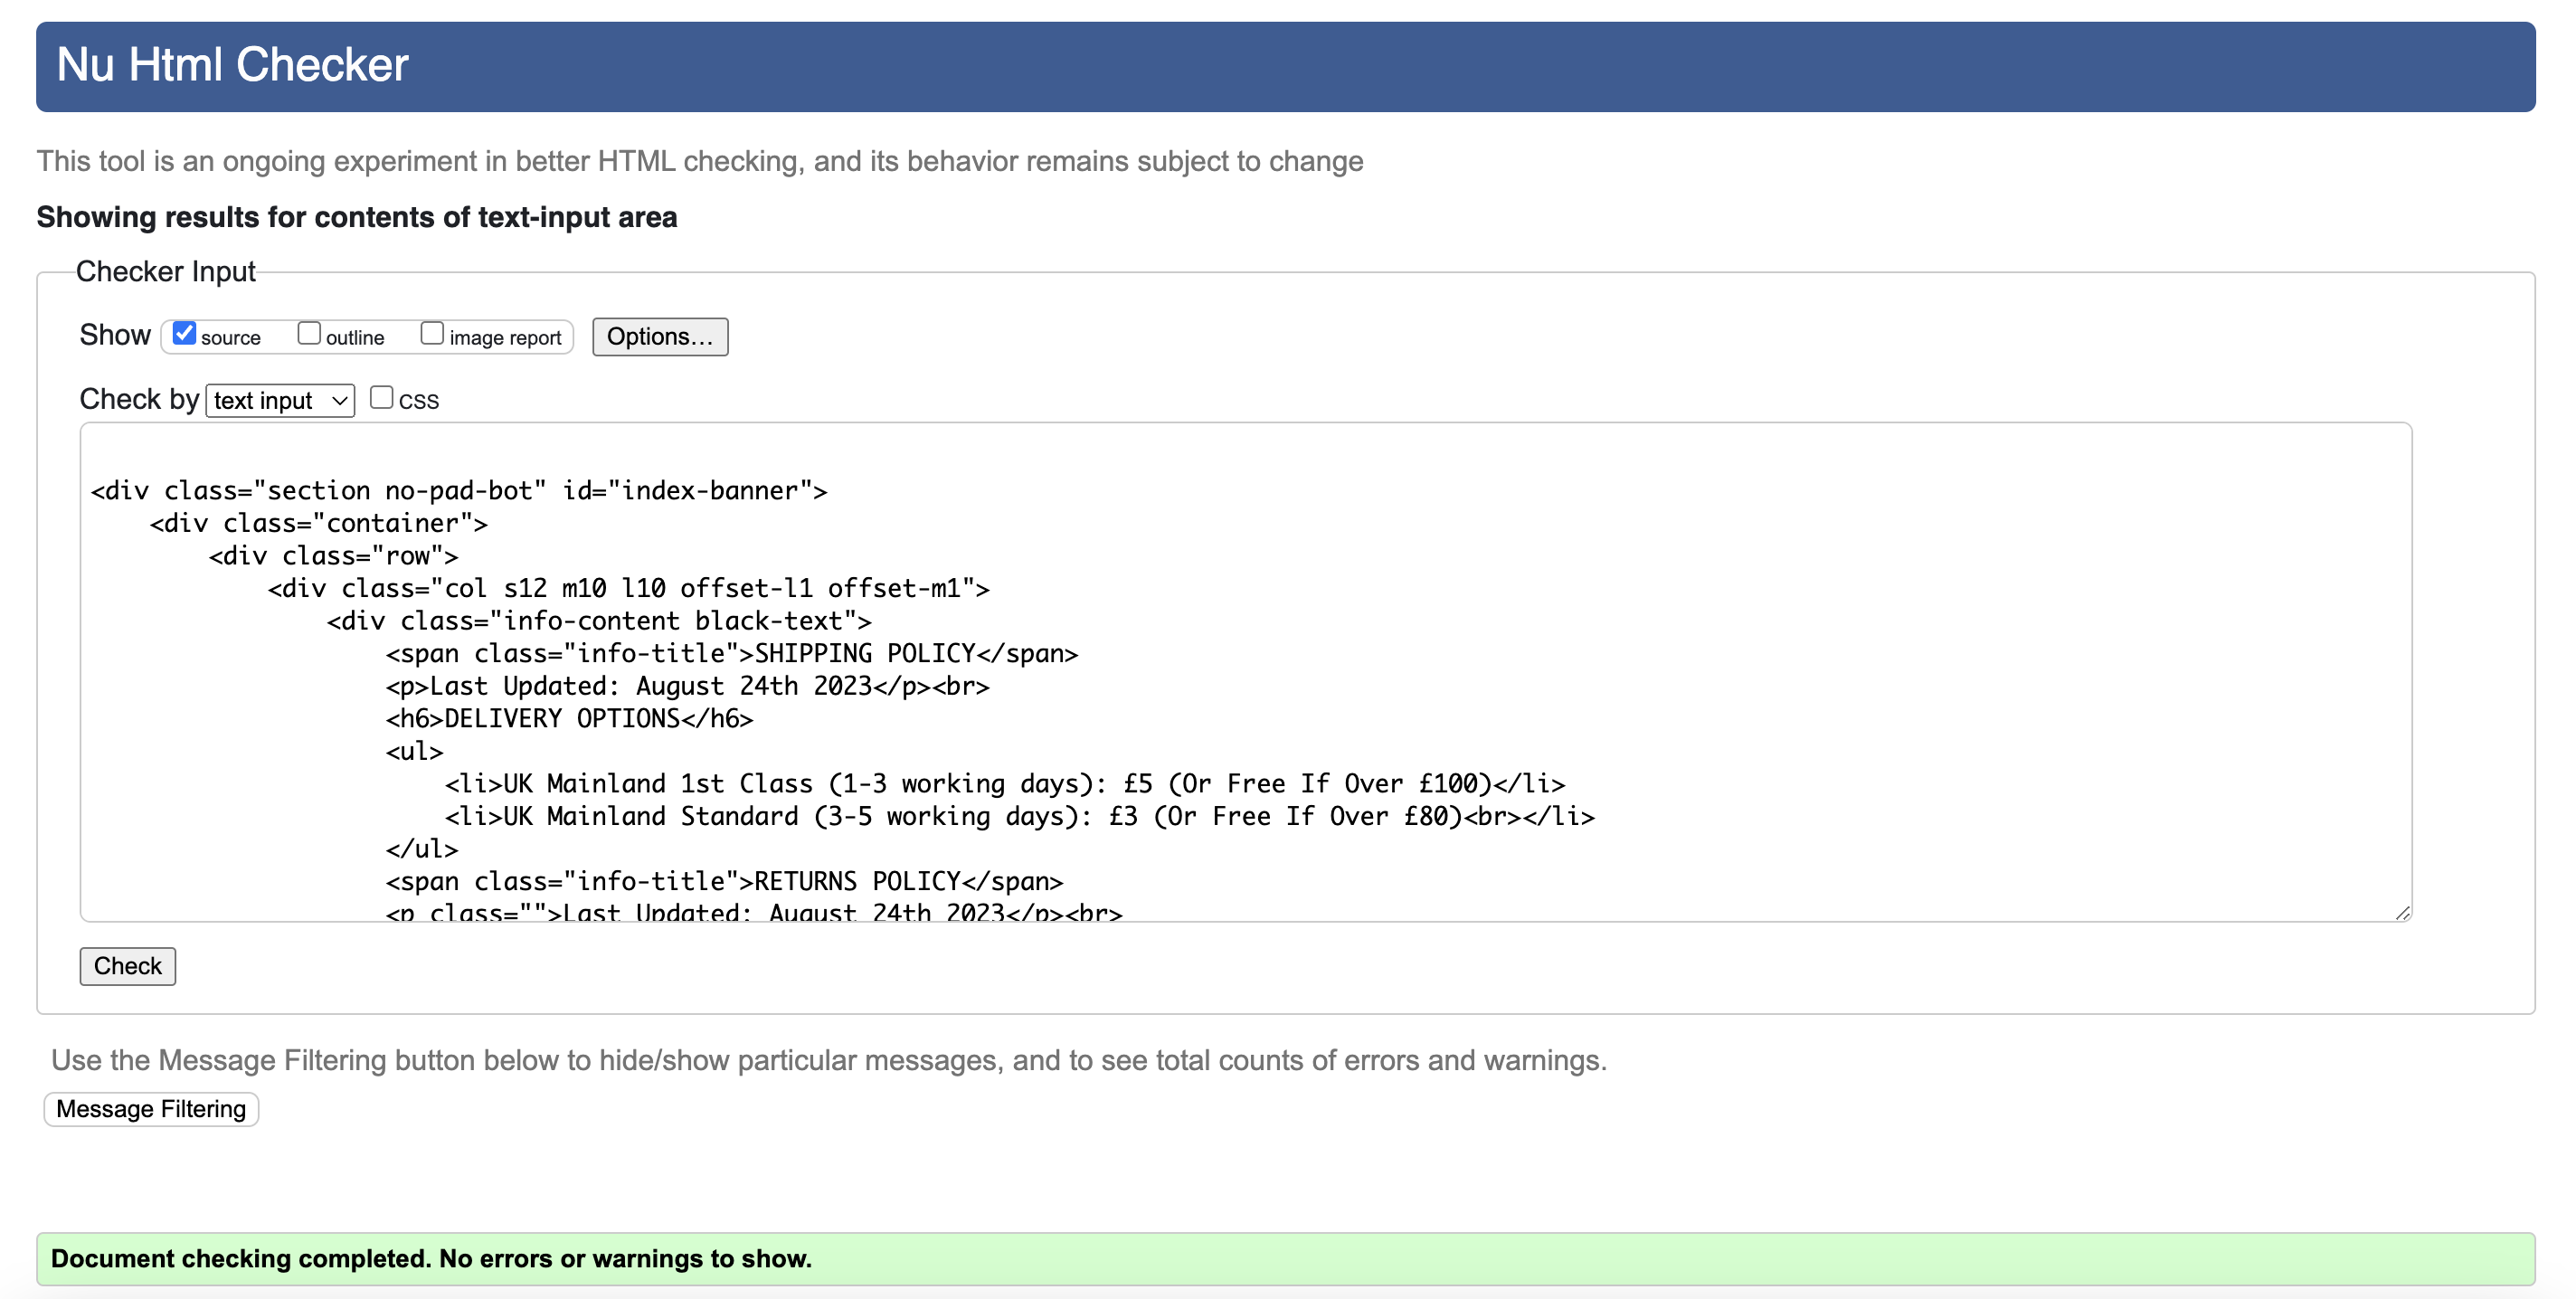 Nu Html Checker
This tool is an ongoing experiment in better HTML checking, and its behavior remains subject to change
Showing results for contents of text-input area
Checker Input
Show source outline image report Options...
Check by text input CSS
<div class="section no-pad-bot" id="index-banner">
    <div class="container">
        <div class="row">
            <div class="col s12 m10 l10 offset-l1 offset-m1">
                <div class="info-content black-text">
                    <span class="info-title">SHIPPING POLICY</span>
                    <p>Last Updated: August 24th 2023</p><br>
                    <h6>DELIVERY OPTIONS</h6>
                    <ul>
                        <li>UK Mainland 1st Class (1-3 working days): £5 (Or Free If Over £100)</li>
                        <li>UK Mainland Standard (3-5 working days): £3 (Or Free If Over £80)<br></li>
                    </ul>
                    <span class="info-title">RETURNS POLICY</span>
                    <p class="">Last Updated: August 24th 2023</p><br>
Check
Use the Message Filtering button below to hide/show particular messages, and to see total counts of errors and warnings.
Message Filtering
Document checking completed. No errors or warnings to show.